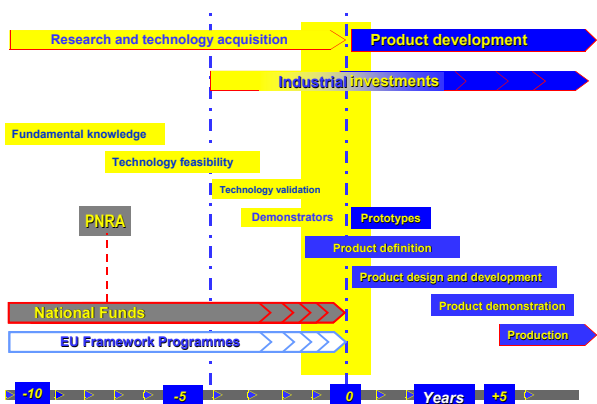 Research and technology acquisition
Product development
Industrial investments
Fundamental knowledge
Technology feasibility
Technology validation
Demonstrators
Prototypes
PNRA
Product definition
Product design and development
Product demonstration
National Funds
Production
EU Framework Programmes
-10
-5
0
Years
+5